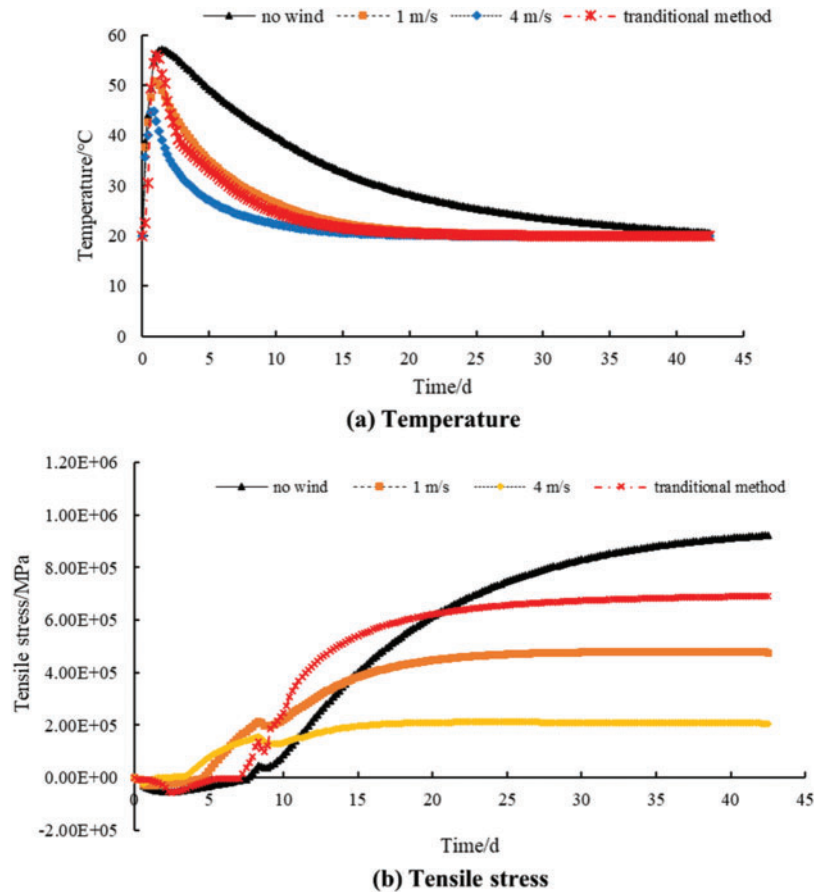 no wind 1 m/s 4 m/s tranditional method
60
50
40
30
20
10
0
Temperature/°C
0 5 10 15 20 25 30 35 40 45
Time/d
(a) Temperature
1.20E+06
1.00E+06
8.00E+05
6.00E+05
4.00E+05
2.00E+05
0.00E+00
-2.00E+05
Tensile stress/MPa
no wind 1 m/s 4 m/s tranditional method
0 5 10 15 20 25 30 35 40 45
Time/d
(b) Tensile stress